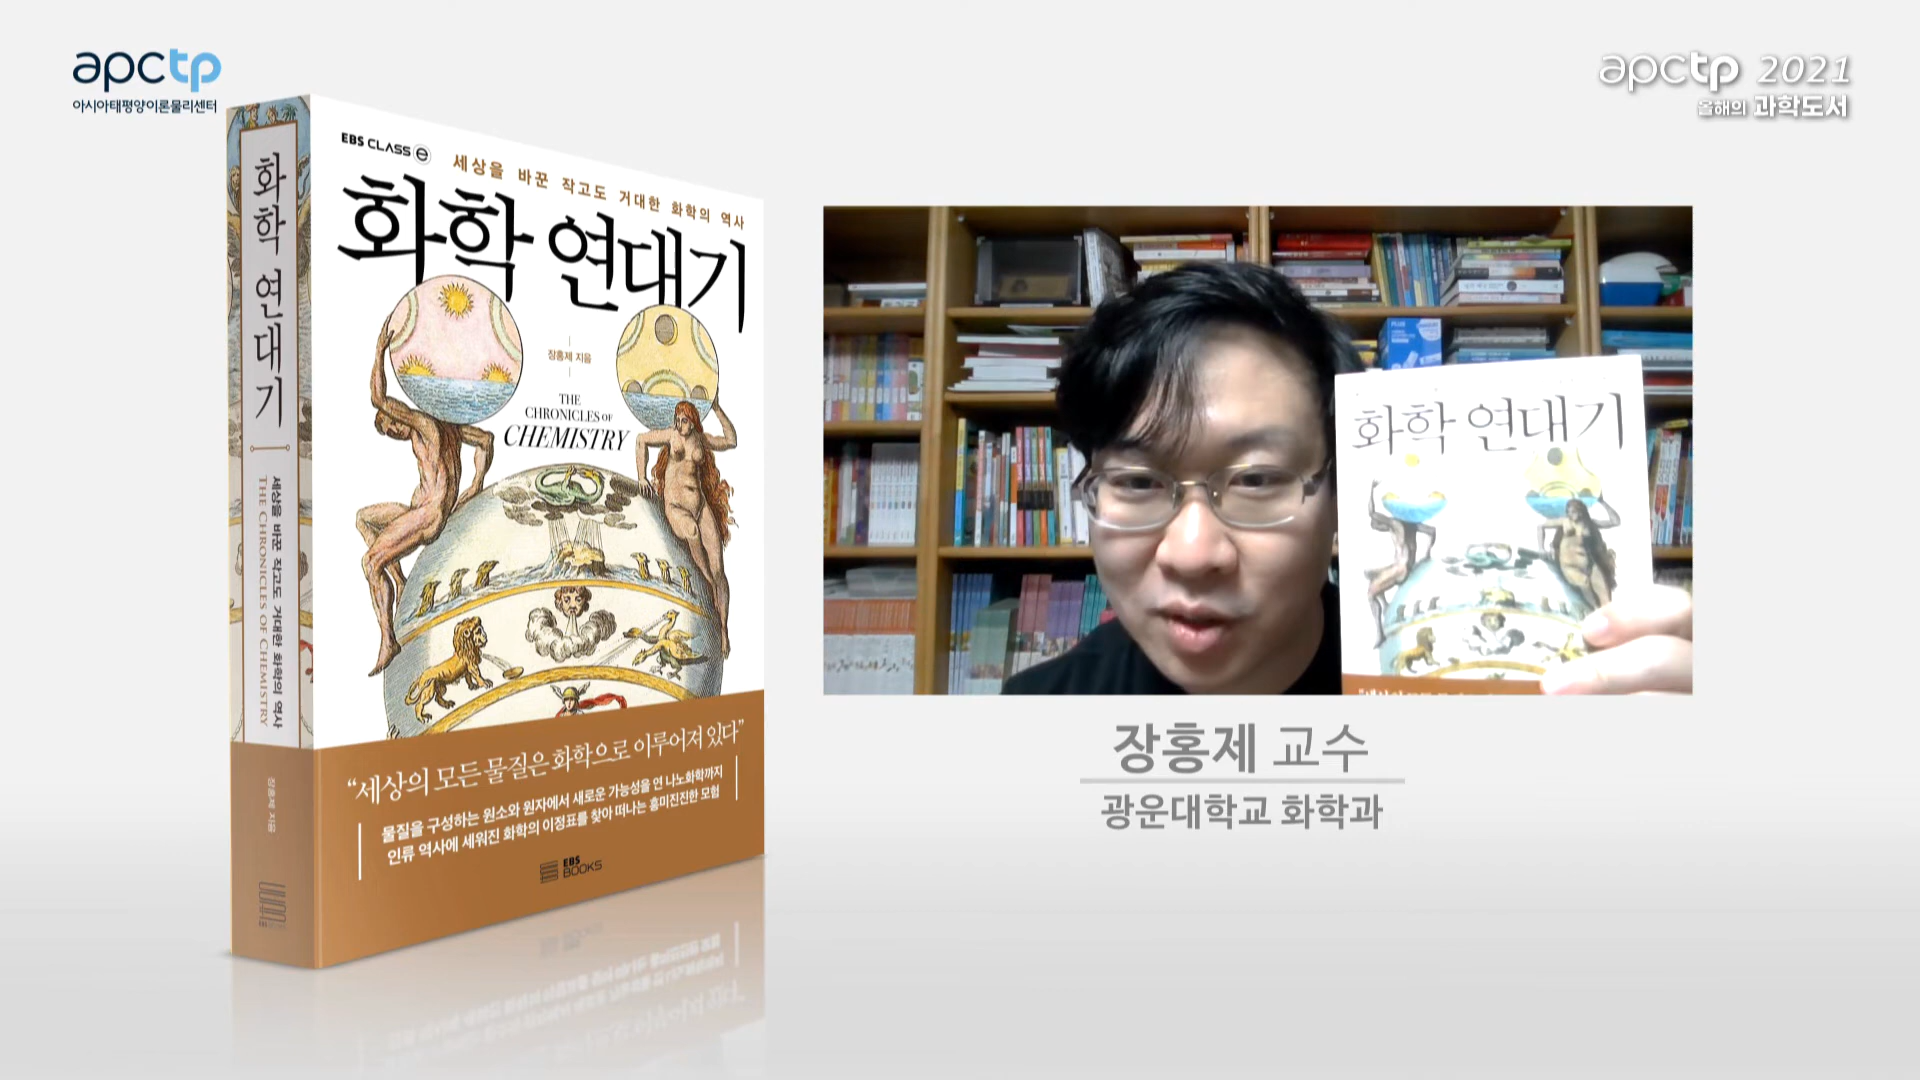 apctp
아시아태평양이론물리센터
apctp 2021
올해의 과학도서
EBS CLASS e
세상을 바꾼 작고도 거대한 화학의 역사
화학 연대기
장홍제 지음
THE
CHRONICLES OF
CHEMISTRY
"세상의 모든 물질은 화학으로 이루어져 있다"
물질을 구성하는 원소와 원자에서 새로운 가능성을 연 나노화학까지
인류 역사에 세워진 화학의 이정표를 찾아 떠나는 흥미진진한 모험
EBS
BOOKS
화학 연대기
세상을 바꾼 작고도 거대한 화학의 역사
THE CHRONICLES OF CHEMISTRY
장홍제 지음
화학 연대기
PLUS
장홍제 교수
광운대학교 화학과